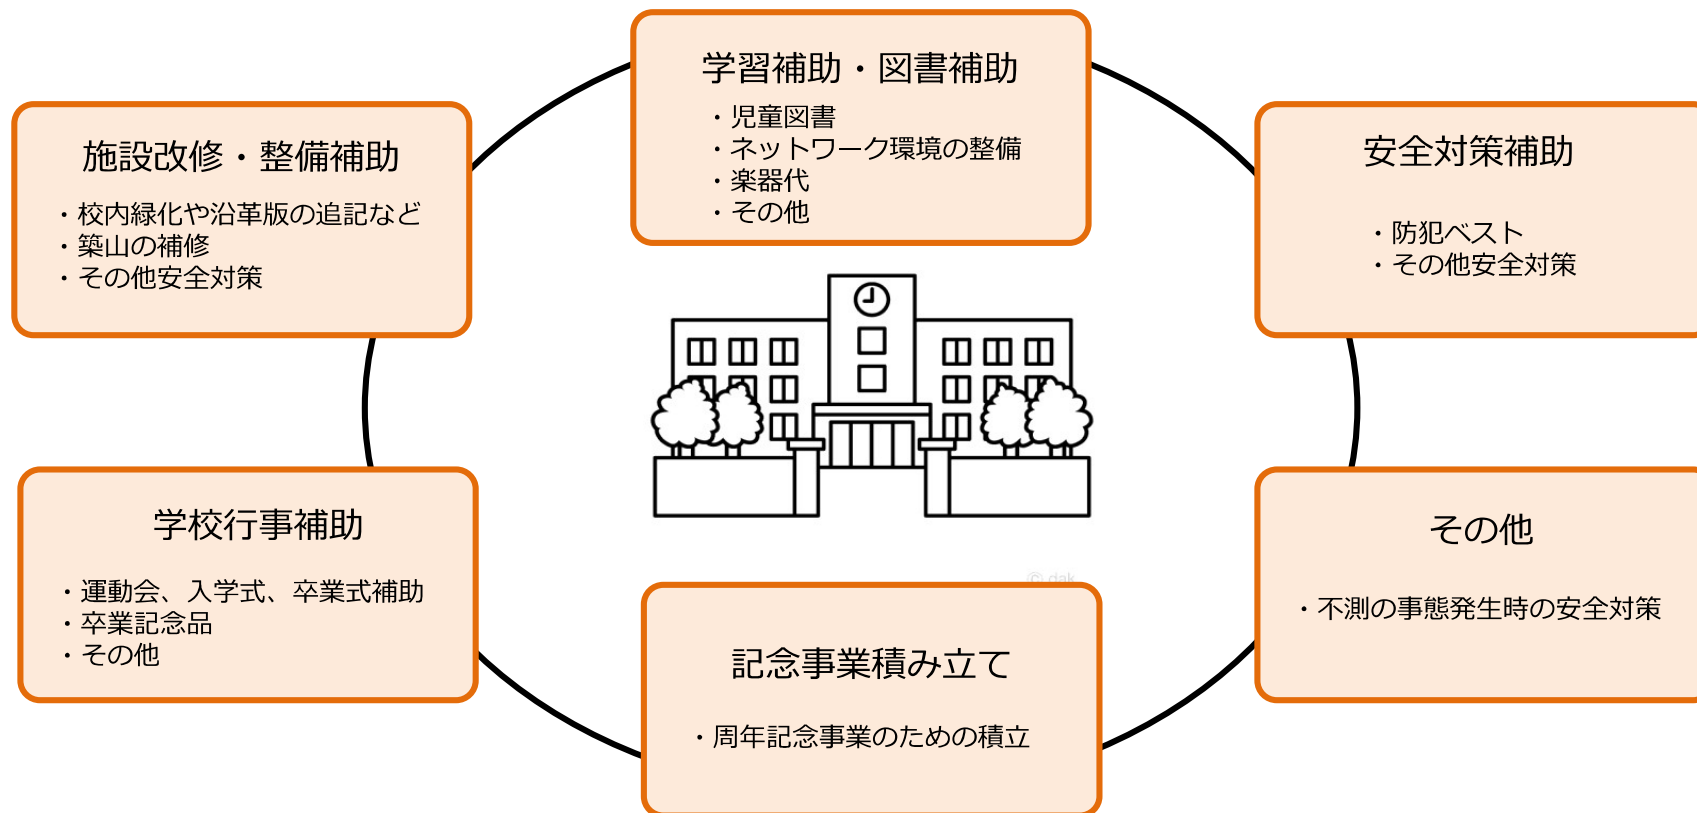 学習補助・図書補助
・児童図書
・ネットワーク環境の整備
・楽器代
・その他
施設改修・整備補助
・校内緑化や沿革版の追記など
・築山の補修
・その他安全対策
安全対策補助
・防犯ベスト
・その他安全対策
学校行事補助
・運動会、入学式、卒業式補助
・卒業記念品
・その他
その他
・不測の事態発生時の安全対策
© dak
記念事業積み立て
・周年記念事業のための積立